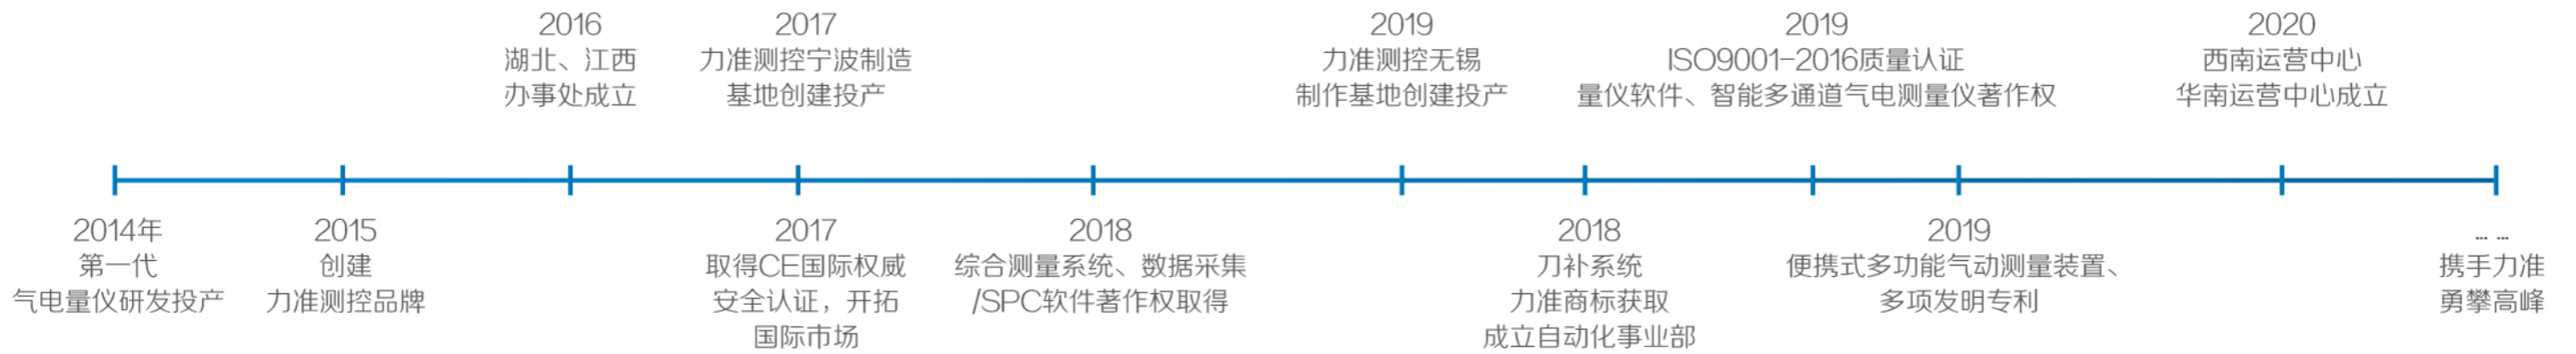 2016
湖北、江西
办事处成立
2017
力准测控宁波制造
基地创建投产
2019
力准测控无锡
制作基地创建投产
2019
ISO9001-2016质量认证
量仪软件、智能多通道气电测量仪著作权
2020
西南运营中心
华南运营中心成立
2014年
第一代
气电量仪研发投产
2015
创建
力准测控品牌
2017
取得CE国际权威
安全认证，开拓
国际市场
2018
综合测量系统、数据采集
/SPC软件著作权取得
2018
刀补系统
力准商标获取
成立自动化事业部
2019
便携式多功能气动测量装置、
多项发明专利
... ...
携手力准
勇攀高峰